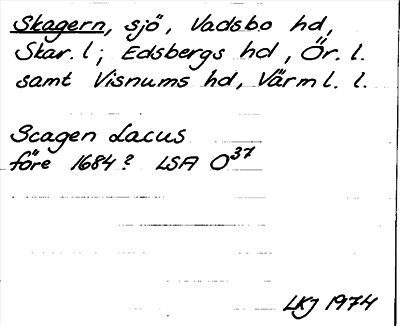 Skagern, sjö, Vadsbo hd,
Skar. l; Edsbergs hd, Ör. l.
samt Visnums hd, Värml. l.
Scagen Lacus
före 1684? LSA O37
LKJ 1974